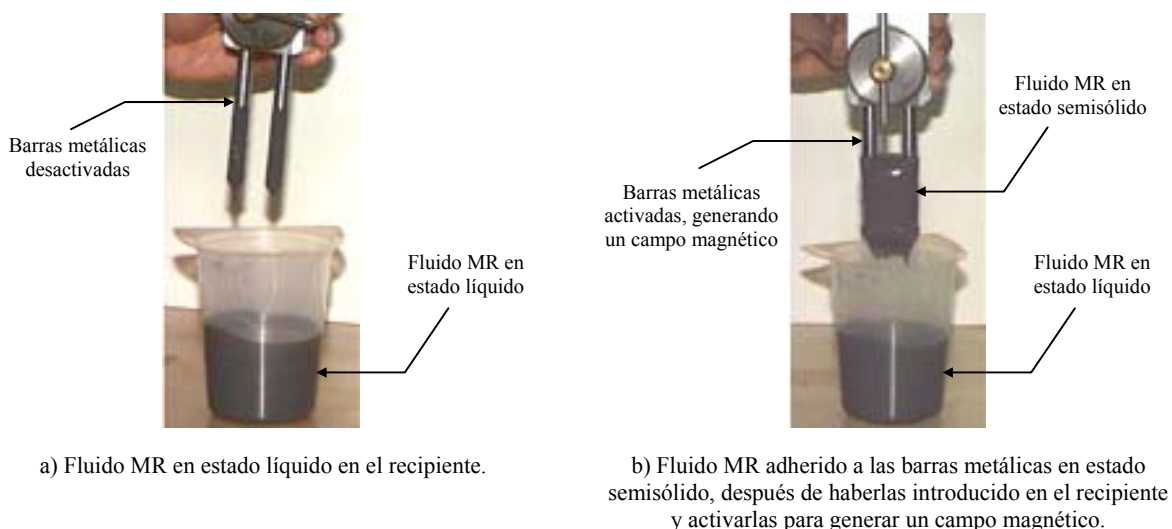 Barras metálicas
desactivadas
Fluido MR en
estado líquido
a) Fluido MR en estado líquido en el recipiente.
Fluido MR en
estado semisólido
Barras metálicas
activadas, generando
un campo magnético
Fluido MR en
estado líquido
b) Fluido MR adherido a las barras metálicas en estado
semisólido, después de haberlas introducido en el recipiente
y activarlas para generar un campo magnético.